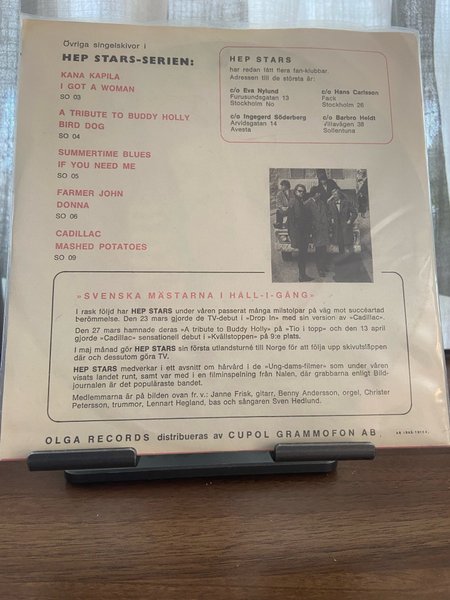 Övriga singelskivor i
HEP STARS-SERIEN:
KANA KAPILA
I GOT A WOMAN
SO 03
A TRIBUTE TO BUDDY HOLLY
BIRD DOG
SO 04
SUMMERTIME BLUES
IF YOU NEED ME
SO 05
FARMER JOHN
DONNA
SO 06
CADILLAC
MASHED POTATOES
SO 09
HEP STARS
har redan fått flera fan-klubbar.
Adressen till de största är:
c/o Eva Nylund
Furusundsgatan 13
Stockholm No
c/o Hans Carlsson
Fack
Stockholm 26
c/o Ingegerd Söderberg
Arvidsgatan 14
Avesta
c/o Barbro Heldt
Villavägen 38
Sollentuna
»SVENSKA MÄSTARNA I HÅLL-I-GÅNG»
I rask följd har HEP STARS under våren passerat många milstolpar på väg mot succéartad
berömmelse. Den 23 mars gjorde de TV-debut i »Drop In» med sin version av »Cadillac».
Den 27 mars hamnade deras »A tribute to Buddy Holly» på »Tio i topp» och den 13 april
gjorde »Cadillac» sensationell debut i »Kvällstoppen» på 9:e plats.
I maj månad gör HEP STARS sin första utlandsturné till Norge för att följa upp skivutsläppen
där och dessutom göra TV.
HEP STARS medverkar i ett avsnitt om hårvård i de »Ung-dams-filmer» som under våren
visats landet runt, samt var med i en filminspelning från Nalen, där grabbarna enligt Bild-
journalen är det populäraste bandet.
Medlemmarna är på bilden ovan fr. v.: Janne Frisk, gitarr, Benny Andersson, orgel, Christer
Petersson, trummor, Lennart Hegland, bas och sångaren Sven Hedlund.
OLGA RECORDS distribueras av CUPOL GRAMMOFON AB